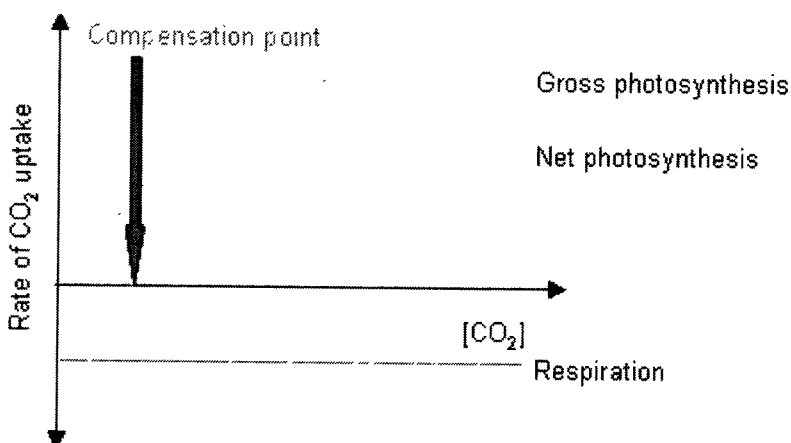 Compensation point
Gross photosynthesis
Net photosynthesis
Rate of CO₂ uptake
[CO₂]
Respiration